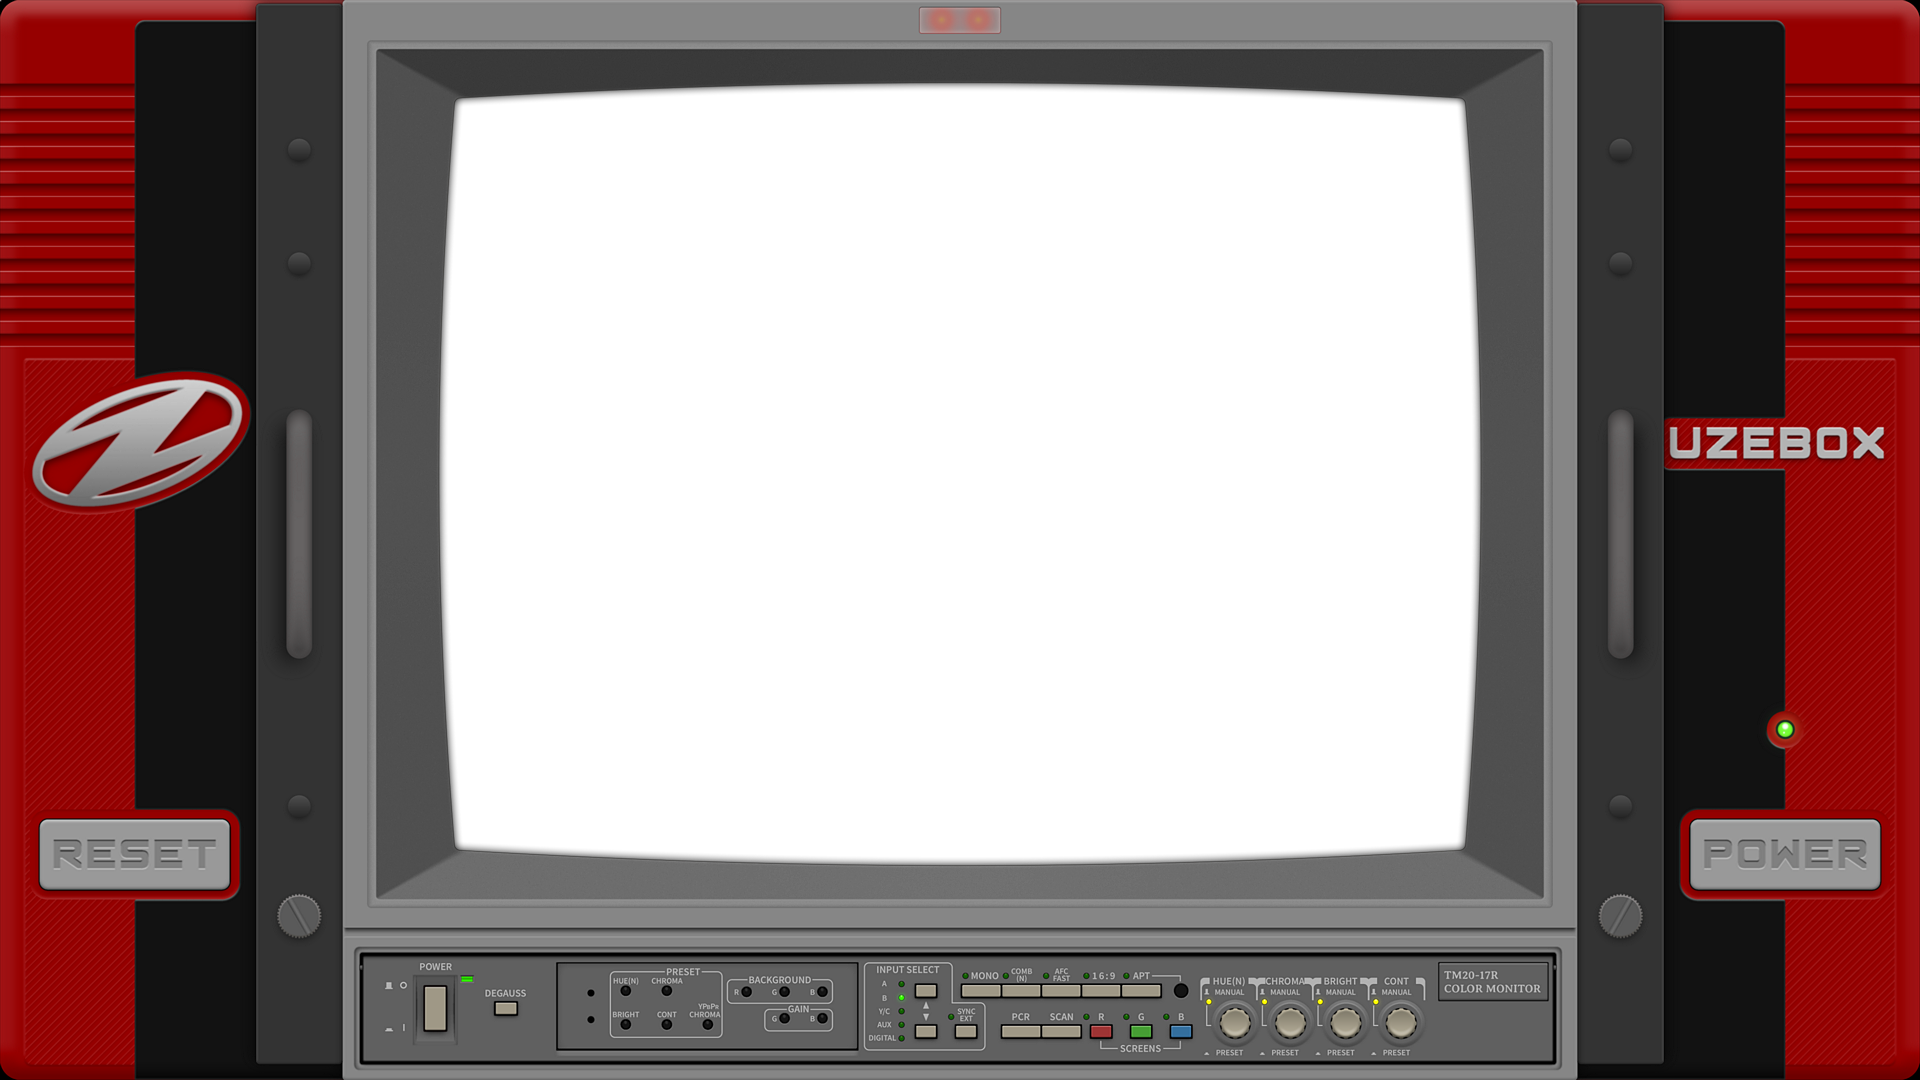 UZEBOX
RESET
POWER
POWER
DEGAUSS
PRESET
HUE(N)
CHROMA
BRIGHT
CONT
YPBPR
CHROMA
BACKGROUND
R
G
B
GAIN
G
B
INPUT SELECT
A
B
Y/C
AUX
DIGITAL
SYNC
EXT
MONO
COMB
(N)
AFC
FAST
16:9
APT
PCR
SCAN
R
G
B
SCREENS
HUE(N)
CHROMA
BRIGHT
CONT
MANUAL
MANUAL
MANUAL
MANUAL
PRESET
PRESET
PRESET
PRESET
TM20-17R
COLOR MONITOR